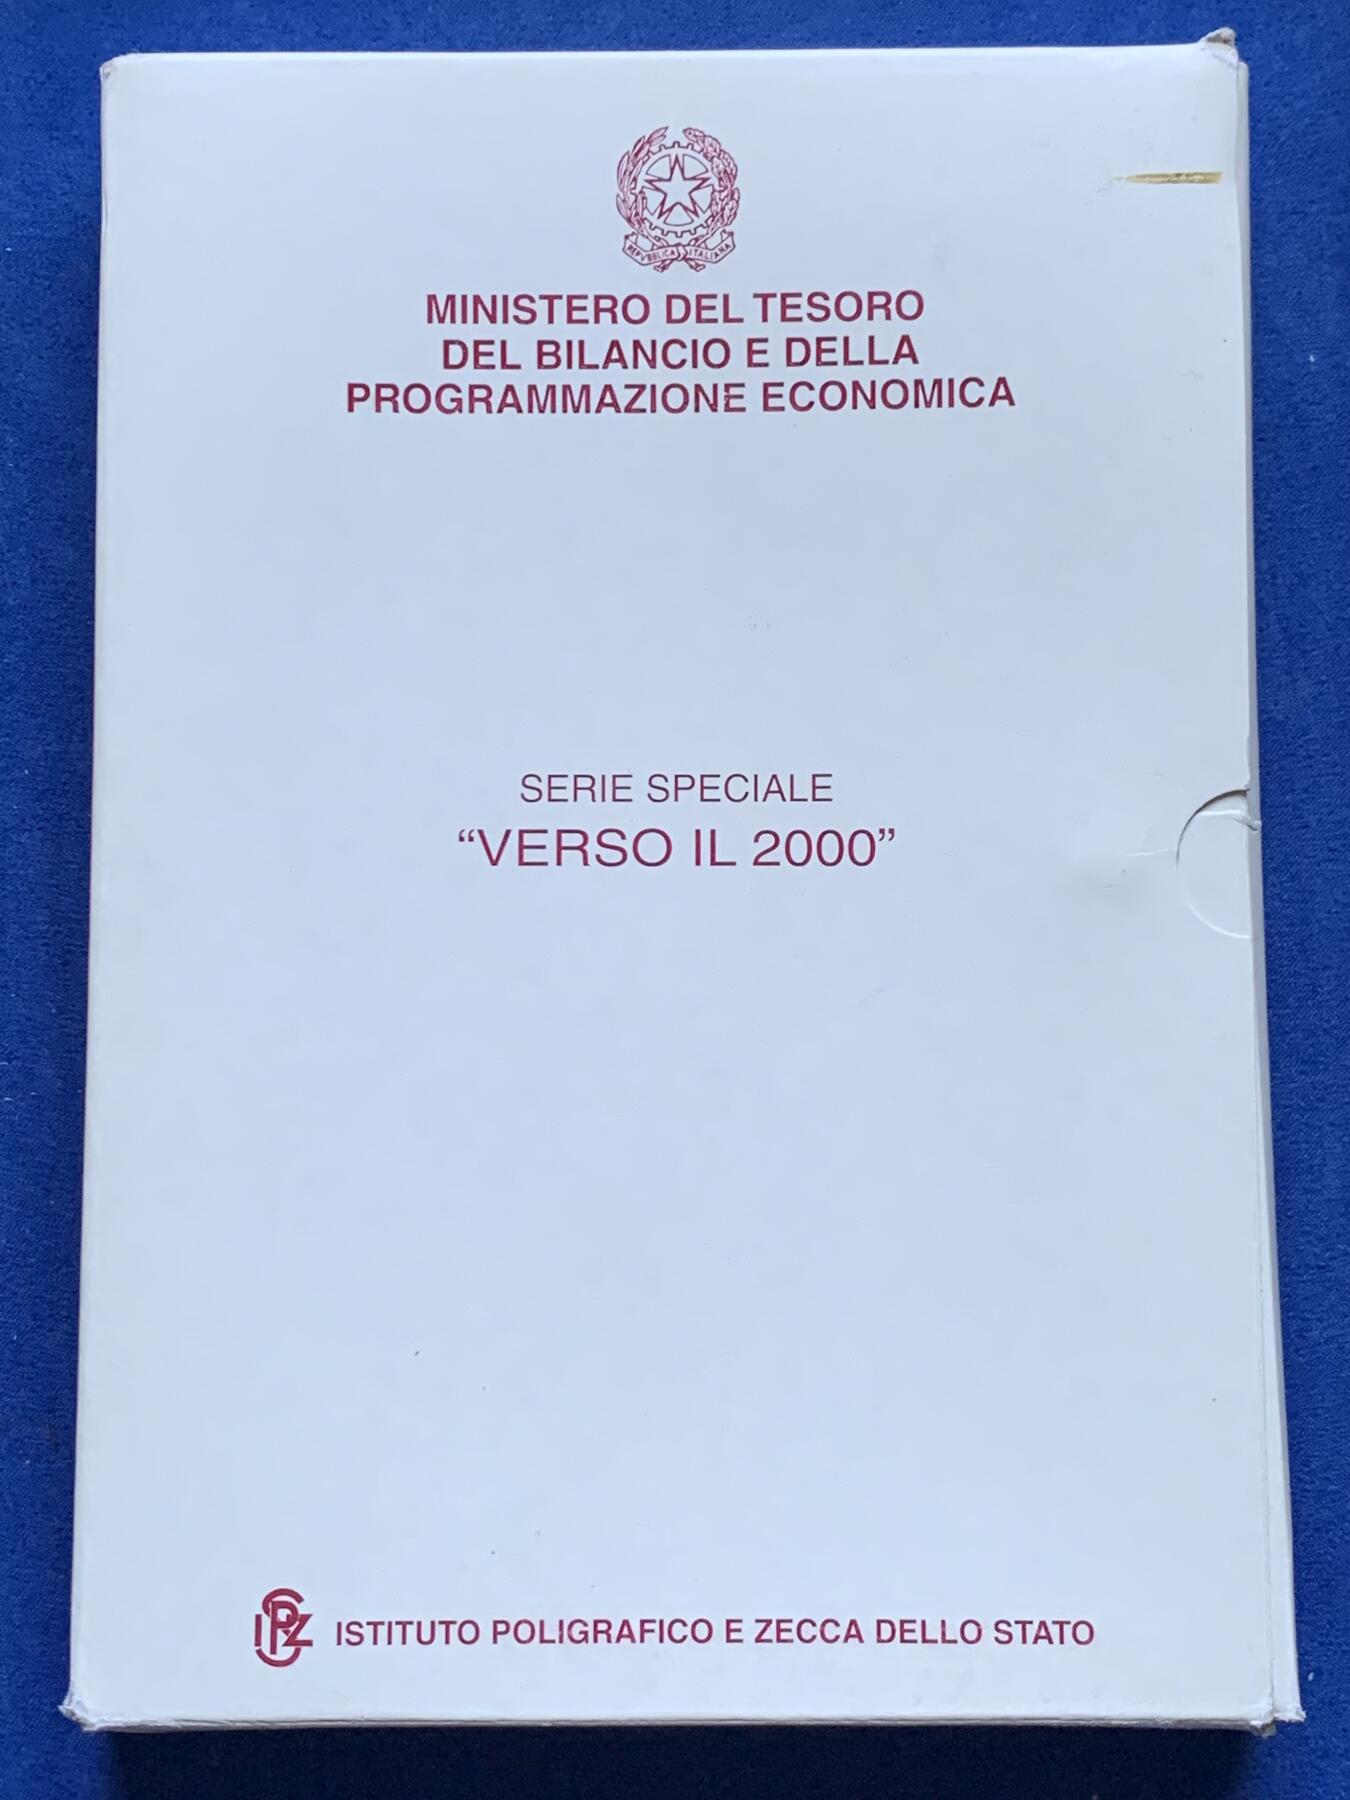 REPVBBLICA ITALIANA
MINISTERO DEL TESORO
DEL BILANCIO E DELLA
PROGRAMMAZIONE ECONOMICA
SERIE SPECIALE
“VERSO IL 2000”
IPZS ISTITUTO POLIGRAFICO E ZECCA DELLO STATO